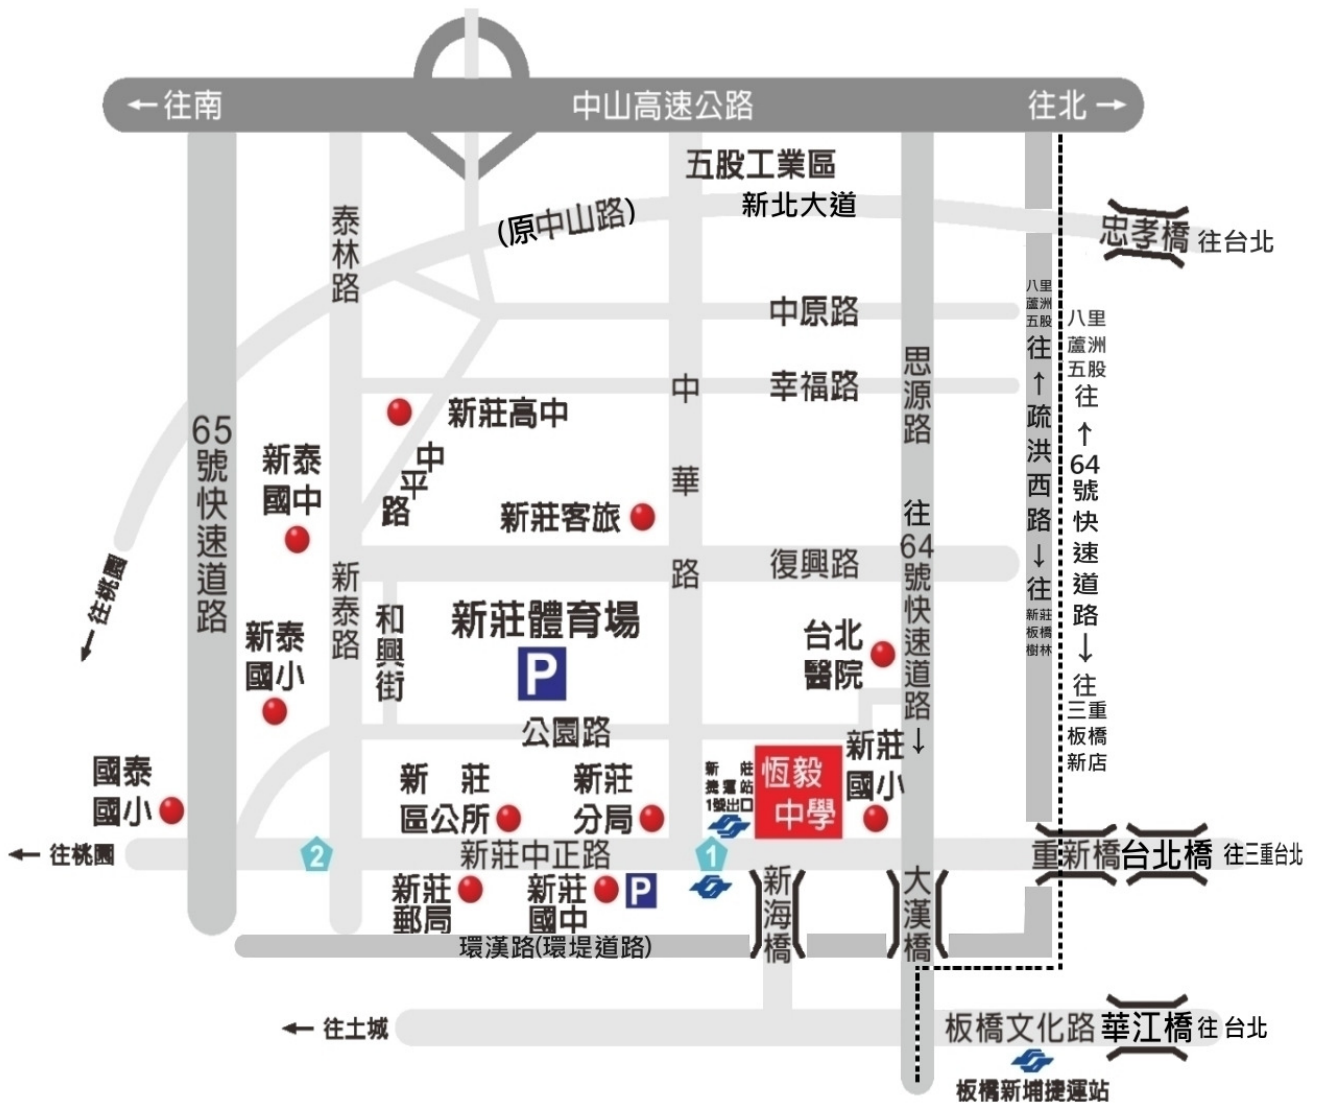 ←往南
中山高速公路
往北→
五股工業區
新北大道
(原中山路)
忠孝橋 往台北
泰林路
中原路
幸福路
八里
蘆洲
五股
往
↑
疏洪西路
↓
往
新莊
板橋
樹林
八里
蘆洲
五股
往
↑
64號快速道路
↓
往
三重
板橋
新店
思源路
往64號快速道路↓
中華路
65號快速道路
新莊高中
中平路
新泰
國中
新莊客旅
復興路
←往桃園
新泰路
和興街
新莊體育場
P
台北
醫院
新泰
國小
公園路
新莊
國小
國泰
國小
新 莊
區公所
新莊
分局
新 莊
捷運站
1號出口
恆毅
中學
←往桃園
2
新莊中正路
1
重新橋 台北橋 往三重台北
新莊
郵局
新莊
國中
P
新海橋
大漢橋
環漢路(環堤道路)
←往土城
板橋文化路 華江橋 往台北
板橋新埔捷運站